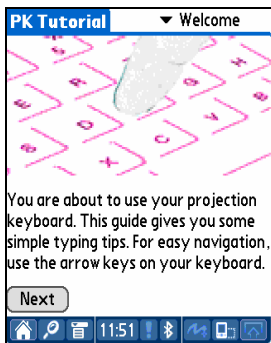 PK Tutorial
Welcome
You are about to use your projection
keyboard. This guide gives you some
simple typing tips. For easy navigation,
use the arrow keys on your keyboard.
Next
11:51